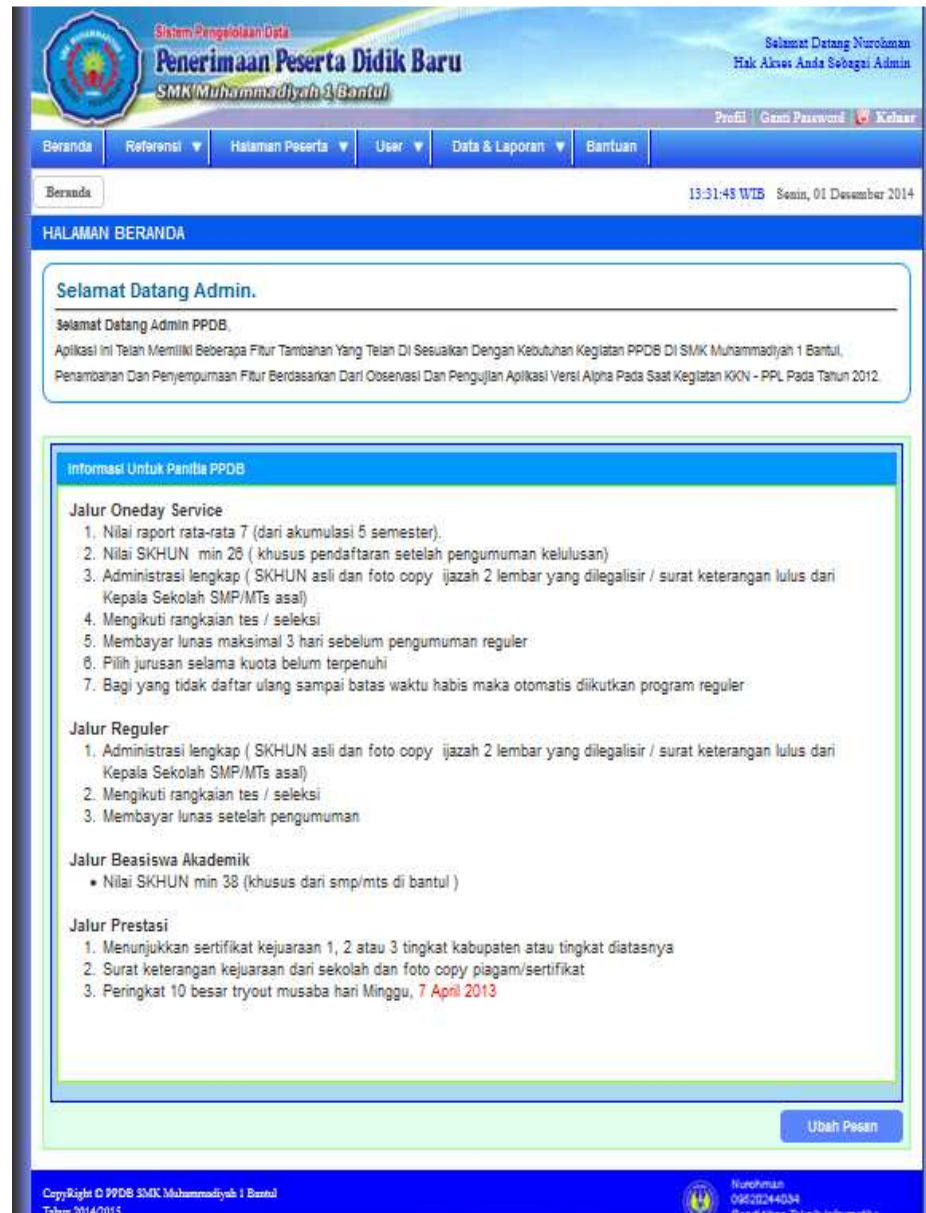 Sistem Pengelolaan Data
Penerimaan Peserta Didik Baru
SMK Muhammadiyah 1 Bantul
Selamat Datang Nurohman
Hak Akses Anda Sebagai Admin
Profil | Ganti Password | Keluar
Beranda Referensi ▼ Halaman Peserta ▼ User ▼ Data & Laporan ▼ Bantuan
Beranda
13:31:48 WIB Senin, 01 Desember 2014
HALAMAN BERANDA
Selamat Datang Admin.
Selamat Datang Admin PPDB,
Aplikasi Ini Telah Memiliki Beberapa Fitur Tambahan Yang Telah Di Sesuaikan Dengan Kebutuhan Kegiatan PPDB DI SMK Muhammadiyah 1 Bantul,
Penambahan Dan Penyempurnaan Fitur Berdasarkan Dari Observasi Dan Pengujian Aplikasi Versi Alpha Pada Saat Kegiatan KKN - PPL Pada Tahun 2012.
Informasi Untuk Panitia PPDB
Jalur Oneday Service
1. Nilai raport rata-rata 7 (dari akumulasi 5 semester).
2. Nilai SKHUN min 26 ( khusus pendaftaran setelah pengumuman kelulusan)
3. Administrasi lengkap ( SKHUN asli dan foto copy ijazah 2 lembar yang dilegalisir / surat keterangan lulus dari
Kepala Sekolah SMP/MTs asal)
4. Mengikuti rangkaian tes / seleksi
5. Membayar lunas maksimal 3 hari sebelum pengumuman reguler
6. Pilih jurusan selama kuota belum terpenuhi
7. Bagi yang tidak daftar ulang sampai batas waktu habis maka otomatis diikutkan program reguler
Jalur Reguler
1. Administrasi lengkap ( SKHUN asli dan foto copy ijazah 2 lembar yang dilegalisir / surat keterangan lulus dari
Kepala Sekolah SMP/MTs asal)
2. Mengikuti rangkaian tes / seleksi
3. Membayar lunas setelah pengumuman
Jalur Beasiswa Akademik
• Nilai SKHUN min 38 (khusus dari smp/mts di bantul )
Jalur Prestasi
1. Menunjukkan sertifikat kejuaraan 1, 2 atau 3 tingkat kabupaten atau tingkat diatasnya
2. Surat keterangan kejuaraan dari sekolah dan foto copy piagam/sertifikat
3. Peringkat 10 besar tryout musaba hari Minggu, 7 April 2013
Ubah Pesan
CopyRight © PPDB SMK Muhammadiyah 1 Bantul
Tahun 2014/2015
Nurohman
09520244034